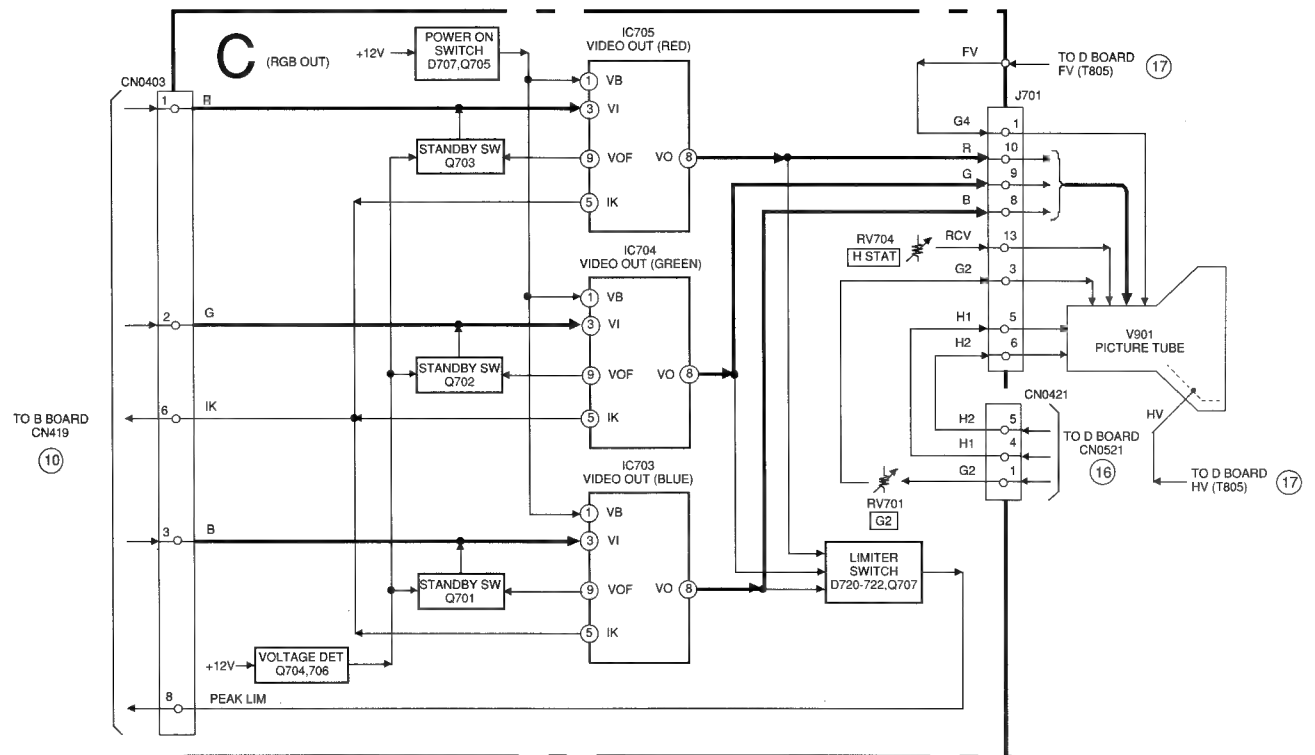 C (RGB OUT)
CN0403
+12V
POWER ON
SWITCH
D707,Q705
IC705
VIDEO OUT (RED)
1 VB
3 VI
9 VOF
VO 8
5 IK
1 R
STANDBY SW
Q703
FV
TO D BOARD
FV (T805)
17
J701
G4 1
R 10
G 9
B 8
RV704
H STAT
RCV 13
G2 3
H1 5
H2 6
V901
PICTURE TUBE
HV
TO D BOARD
HV (T805)
17
IC704
VIDEO OUT (GREEN)
1 VB
3 VI
9 VOF
VO 8
5 IK
2 G
STANDBY SW
Q702
6 IK
TO B BOARD
CN419
10
CN0421
H2 5
H1 4
G2 1
TO D BOARD
CN0521
16
RV701
G2
IC703
VIDEO OUT (BLUE)
1 VB
3 VI
9 VOF
VO 8
5 IK
3 B
STANDBY SW
Q701
LIMITER
SWITCH
D720-722,Q707
+12V
VOLTAGE DET
Q704,706
8 PEAK LIM